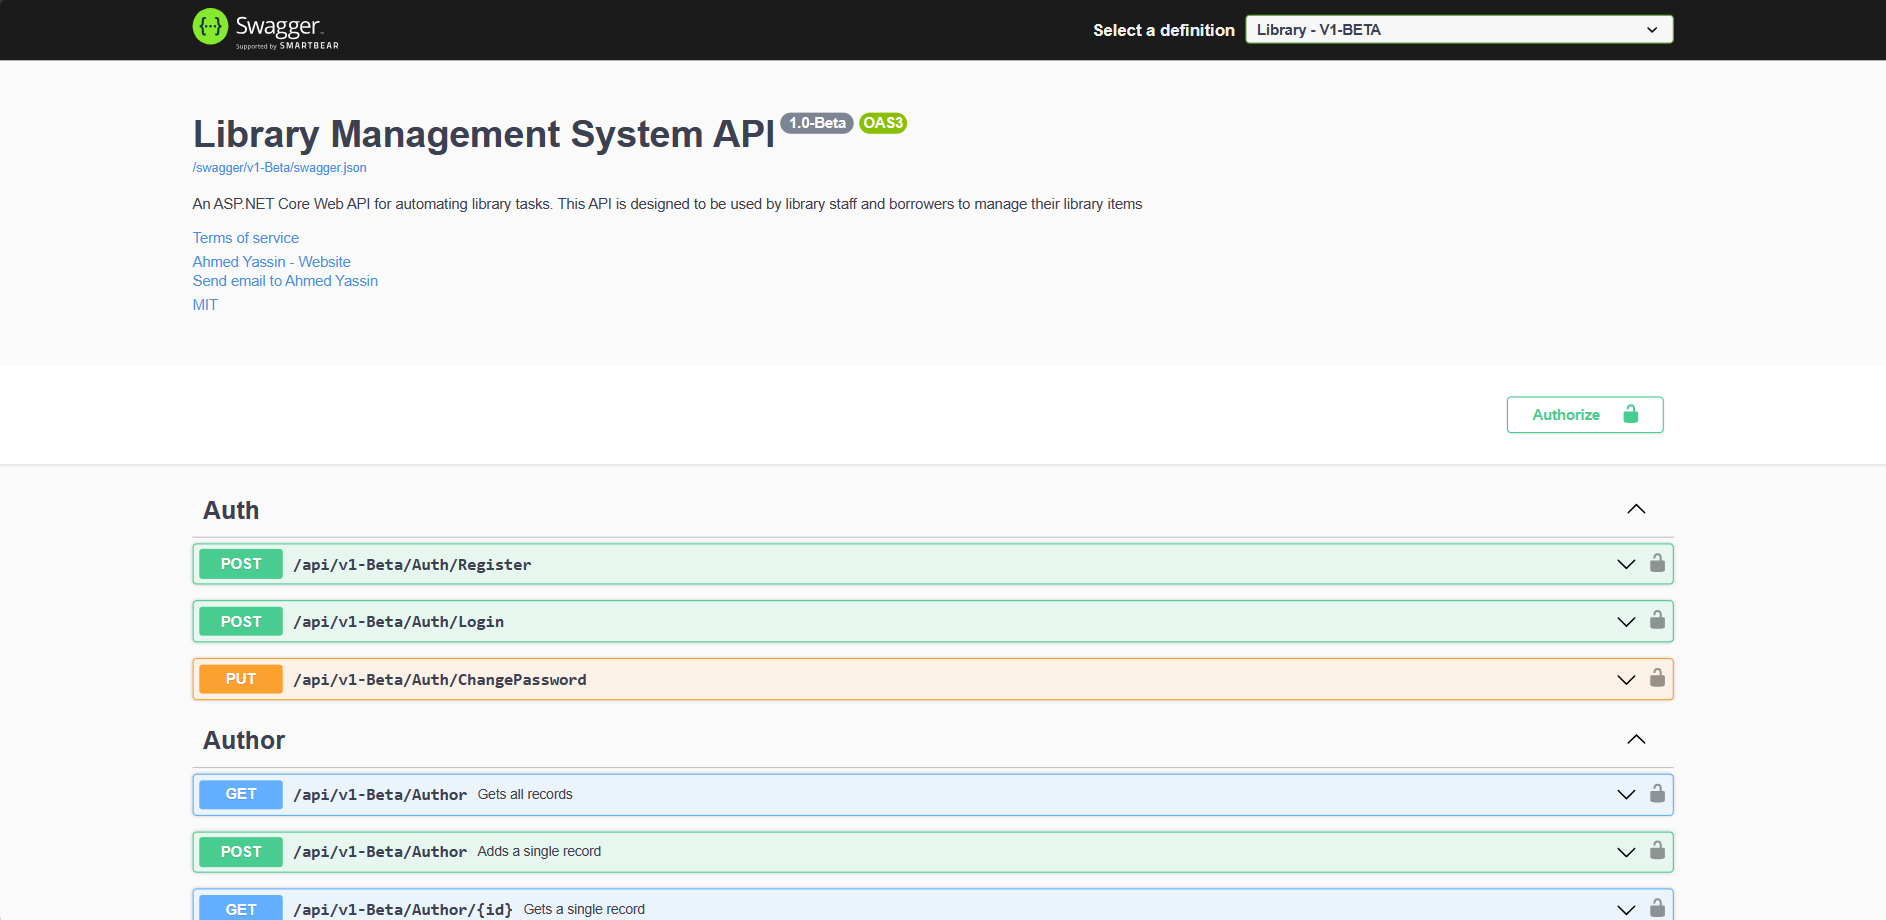 {···} Swagger™
Supported by SMARTBEAR
Select a definition
Library - V1-BETA
Library Management System API 1.0-Beta OAS3
/swagger/v1-Beta/swagger.json
An ASP.NET Core Web API for automating library tasks. This API is designed to be used by library staff and borrowers to manage their library items
Terms of service
Ahmed Yassin - Website
Send email to Ahmed Yassin
MIT
Authorize
Auth
POST /api/v1-Beta/Auth/Register
POST /api/v1-Beta/Auth/Login
PUT /api/v1-Beta/Auth/ChangePassword
Author
GET /api/v1-Beta/Author Gets all records
POST /api/v1-Beta/Author Adds a single record
GET /api/v1-Beta/Author/{id} Gets a single record